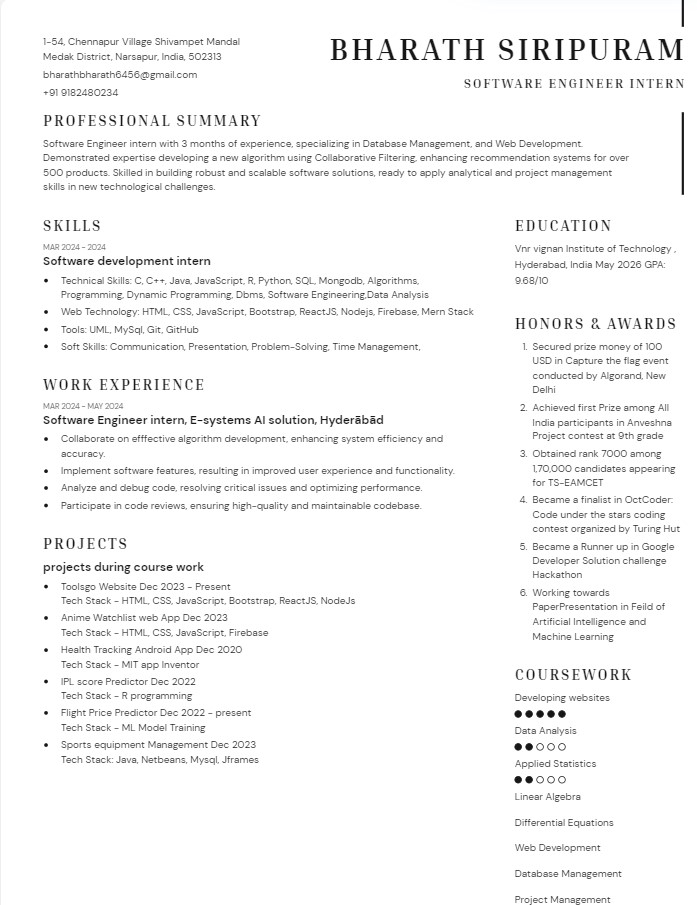 1-54, Chennapur Village Shivampet Mandal
Medak District, Narsapur, India, 502313
bharathbharath6456@gmail.com
+91 9182480234
BHARATH SIRIPURAM
SOFTWARE ENGINEER INTERN
PROFESSIONAL SUMMARY
Software Engineer intern with 3 months of experience, specializing in Database Management, and Web Development.
Demonstrated expertise developing a new algorithm using Collaborative Filtering, enhancing recommendation systems for over
500 products. Skilled in building robust and scalable software solutions, ready to apply analytical and project management
skills in new technological challenges.
SKILLS
MAR 2024 - 2024
Software development intern
• Technical Skills: C, C++, Java, JavaScript, R, Python, SQL, Mongodb, Algorithms,
Programming, Dynamic Programming, Dbms, Software Engineering,Data Analysis
• Web Technology: HTML, CSS, JavaScript, Bootstrap, ReactJS, Nodejs, Firebase, Mern Stack
• Tools: UML, MySql, Git, GitHub
• Soft Skills: Communication, Presentation, Problem-Solving, Time Management,
WORK EXPERIENCE
MAR 2024 - MAY 2024
Software Engineer intern, E-systems AI solution, Hyderābād
• Collaborate on efffective algorithm development, enhancing system efficiency and
accuracy.
• Implement software features, resulting in improved user experience and functionality.
• Analyze and debug code, resolving critical issues and optimizing performance.
• Participate in code reviews, ensuring high-quality and maintainable codebase.
PROJECTS
projects during course work
• Toolsgo Website Dec 2023 - Present
Tech Stack - HTML, CSS, JavaScript, Bootstrap, ReactJS, NodeJs
• Anime Watchlist web App Dec 2023
Tech Stack - HTML, CSS, JavaScript, Firebase
• Health Tracking Android App Dec 2020
Tech Stack - MIT app Inventor
• IPL score Predictor Dec 2022
Tech Stack - R programming
• Flight Price Predictor Dec 2022 - present
Tech Stack - ML Model Training
• Sports equipment Management Dec 2023
Tech Stack: Java, Netbeans, Mysql, Jframes
EDUCATION
Vnr vignan Institute of Technology ,
Hyderabad, India May 2026 GPA:
9.68/10
HONORS & AWARDS
1. Secured prize money of 100
USD in Capture the flag event
conducted by Algorand, New
Delhi
2. Achieved first Prize among All
India participants in Anveshna
Project contest at 9th grade
3. Obtained rank 7000 among
1,70,000 candidates appearing
for TS-EAMCET
4. Became a finalist in OctCoder:
Code under the stars coding
contest organized by Turing Hut
5. Became a Runner up in Google
Developer Solution challenge
Hackathon
6. Working towards
PaperPresentation in Feild of
Artificial Intelligence and
Machine Learning
COURSEWORK
Developing websites
Data Analysis
Applied Statistics
Linear Algebra
Differential Equations
Web Development
Database Management
Project Management